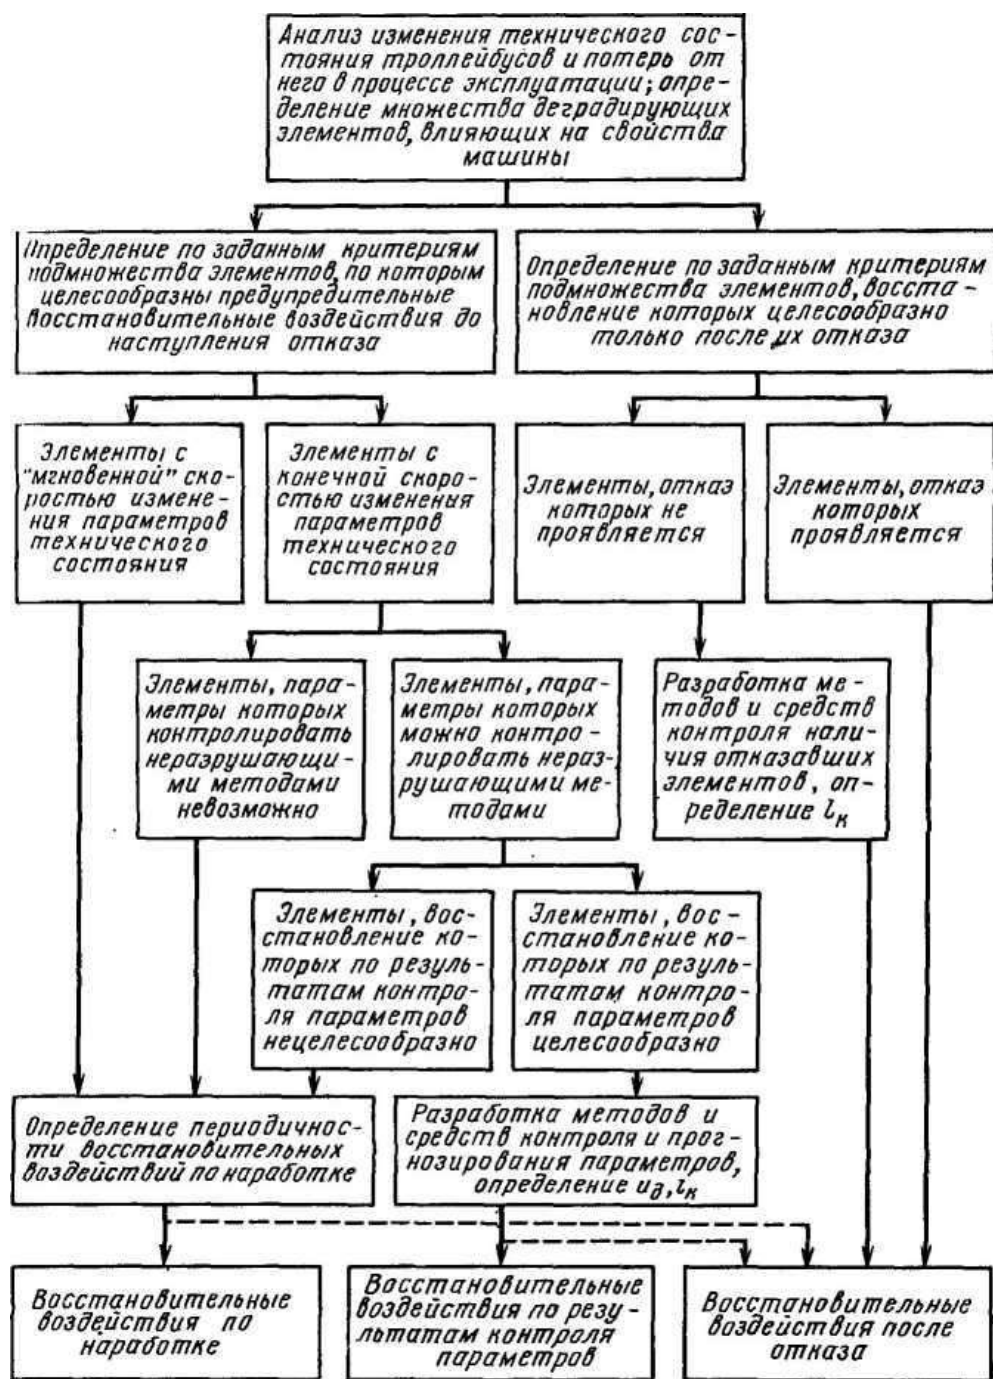 Анализ изменения технического сос-
тояния троллейбусов и потерь от
него в процессе эксплуатации; опре-
деление множества деградирующих
элементов, влияющих на свойства
машины
Определение по заданным критериям
подмножества элементов, по которым
целесообразны предупредительные
восстановительные воздействия до
наступления отказа
Определение по заданным критериям
подмножества элементов, восста-
новление которых целесообразно
только после их отказа
Элементы с
"мгновенной" ско-
ростью измене-
ния параметров
технического
состояния
Элементы с
конечной скоро-
стью изменения
параметров
технического
состояния
Элементы, отказ
которых не
проявляется
Элементы, отказ
которых
проявляется
Элементы, пара-
метры которых
контролировать
неразрушающи-
ми методами
невозможно
Элементы, пара-
метры которых
можно контро-
лировать нераз-
рушающими ме-
тодами
Разработка ме-
тодов и средств
контроля нали-
чия отказавших
элементов, оп-
ределение lк
Элементы, вос-
становление ко-
торых по резуль-
татам контро-
ля параметров
нецелесообразно
Элементы, вос-
становление ко-
торых по резуль-
татам контро-
ля параметров
целесообразно
Определение периодичнос-
ти восстановительных
воздействий по наработке
Разработка методов и
средств контроля и прог-
нозирования параметров,
определение uд, lк
Восстановительные
воздействия по
наработке
Восстановительные
воздействия по резу-
льтатам контроля
параметров
Восстановительные
воздействия после
отказа